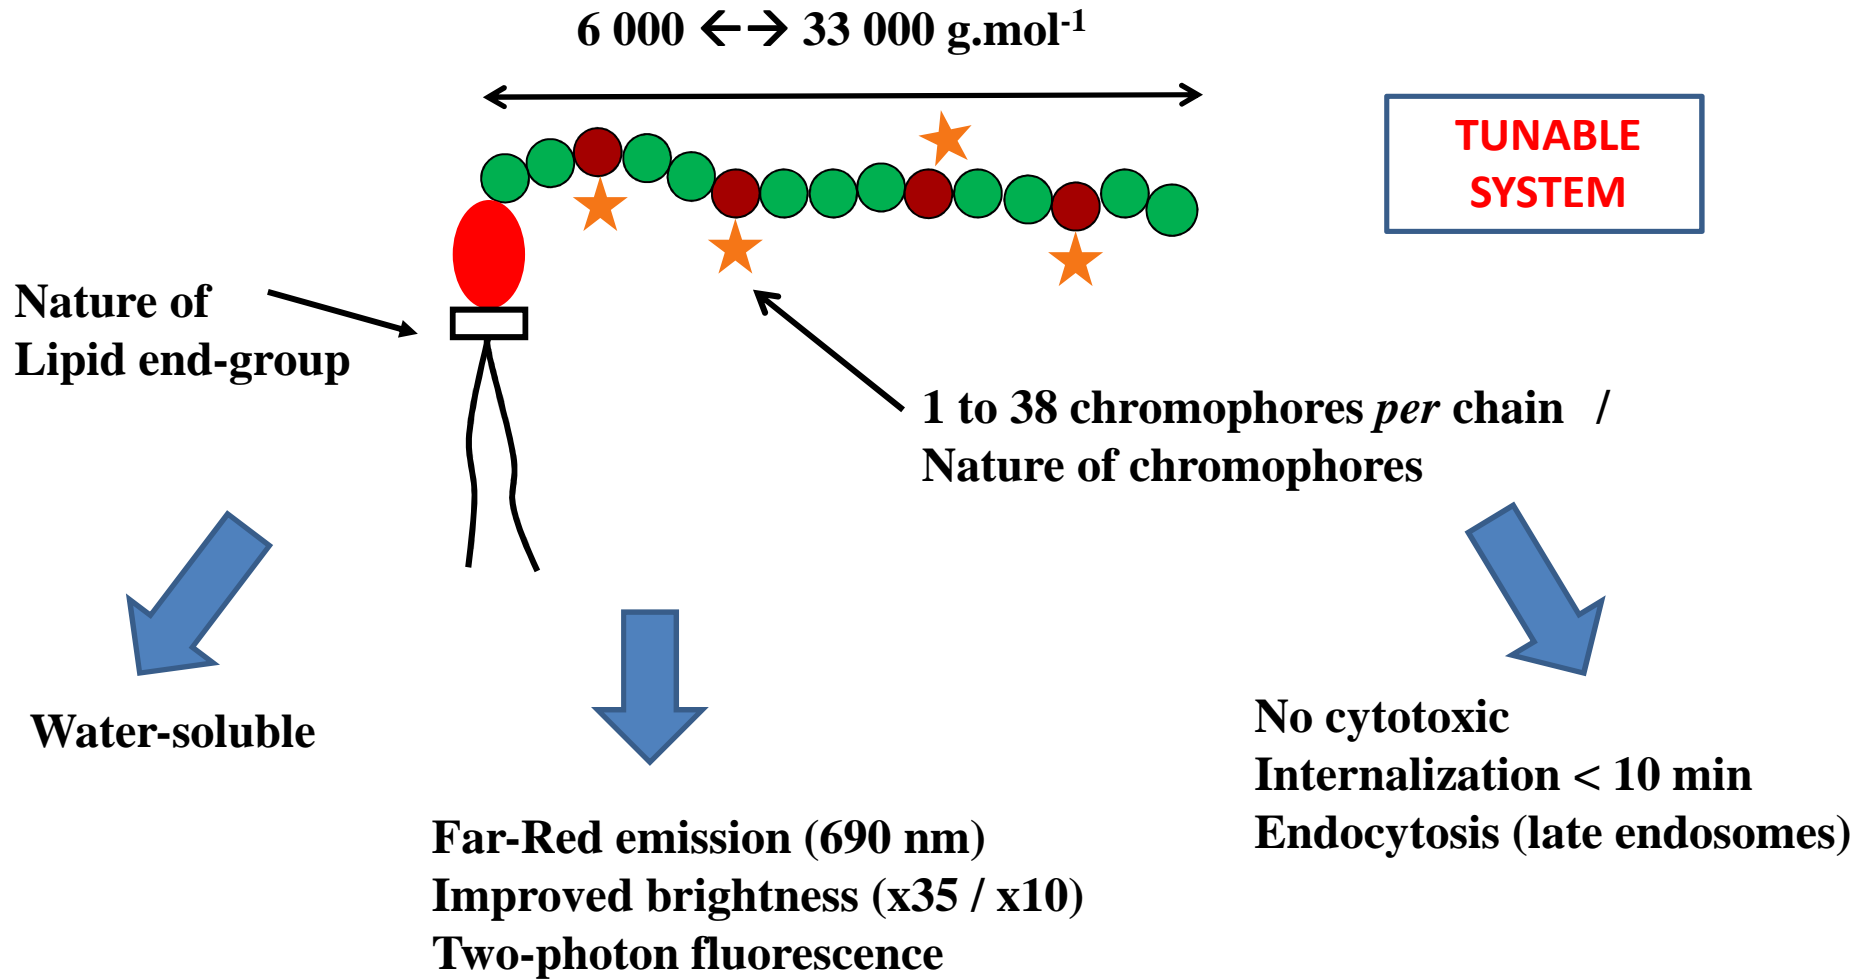 6 000 ←→ 33 000 g.mol-1
TUNABLE
SYSTEM
Nature of
Lipid end-group
1 to 38 chromophores per chain /
Nature of chromophores
Water-soluble
Far-Red emission (690 nm)
Improved brightness (x35 / x10)
Two-photon fluorescence
No cytotoxic
Internalization < 10 min
Endocytosis (late endosomes)